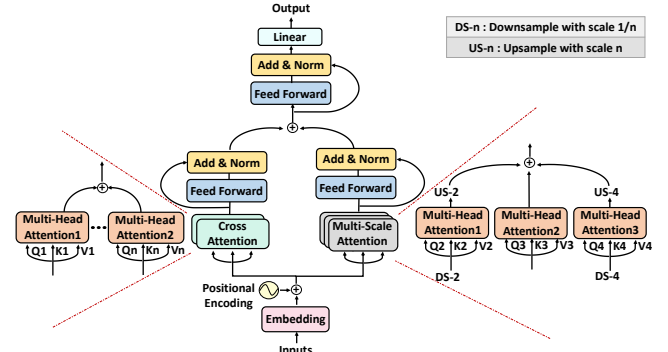 Output
Linear
Add & Norm
Feed Forward
DS-n : Downsample with scale 1/n
US-n : Upsample with scale n
Add & Norm
Feed Forward
Cross
Attention
Add & Norm
Feed Forward
Multi-Scale
Attention
Multi-Head
Attention1
Q1 K1 V1
Multi-Head
Attention2
Qn Kn Vn
US-2
US-4
Multi-Head
Attention1
Q2 K2 V2
DS-2
Multi-Head
Attention2
Q3 K3 V3
Multi-Head
Attention3
Q4 K4 V4
DS-4
Positional
Encoding
Embedding
Inputs